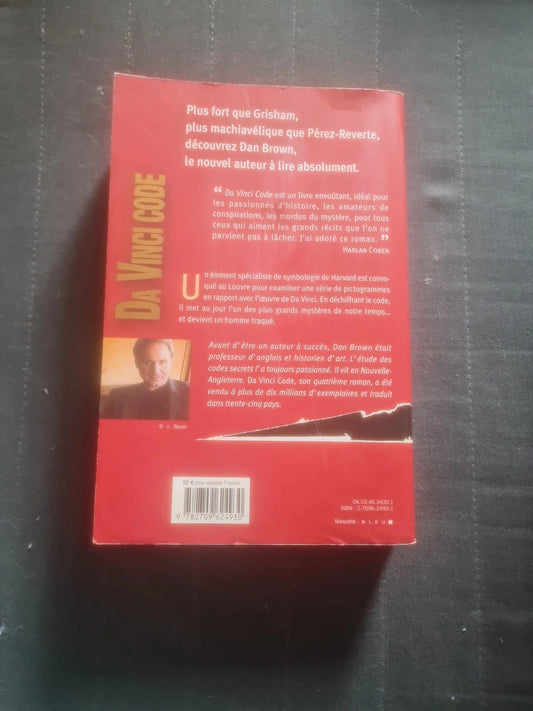 Plus fort que Grisham,
plus machiavélique que Pérez-Reverte,
découvrez Dan Brown,
le nouvel auteur à lire absolument.
“ Da Vinci Code est un livre envoûtant, idéal pour
les passionnés d'histoire, les amateurs de
conspirations, les mordus du mystère, pour tous
ceux qui aiment les grands récits que l'on ne
parvient pas à lâcher. J'ai adoré ce roman. ”
HARLAN COBEN
DA VINCI CODE
Un éminent spécialiste de symbologie de Harvard est convo-
qué au Louvre pour examiner une série de pictogrammes
en rapport avec l'œuvre de Da Vinci. En déchiffrant le code,
il met au jour l'un des plus grands mystères de notre temps...
et devient un homme traqué.
Avant d'être un auteur à succès, Dan Brown était
professeur d'anglais et historien d'art. L'étude des
codes secrets l'a toujours passionné. Il vit en Nouvelle-
Angleterre. Da Vinci Code, son quatrième roman, a été
vendu à plus de dix millions d'exemplaires et traduit
dans trente-cinq pays.
© J. Bauer
22 € prix valable France
9 782709 624930
04.03.45.3430.1
ISBN : 2-7096-2493-1
Maquette : BLEUT